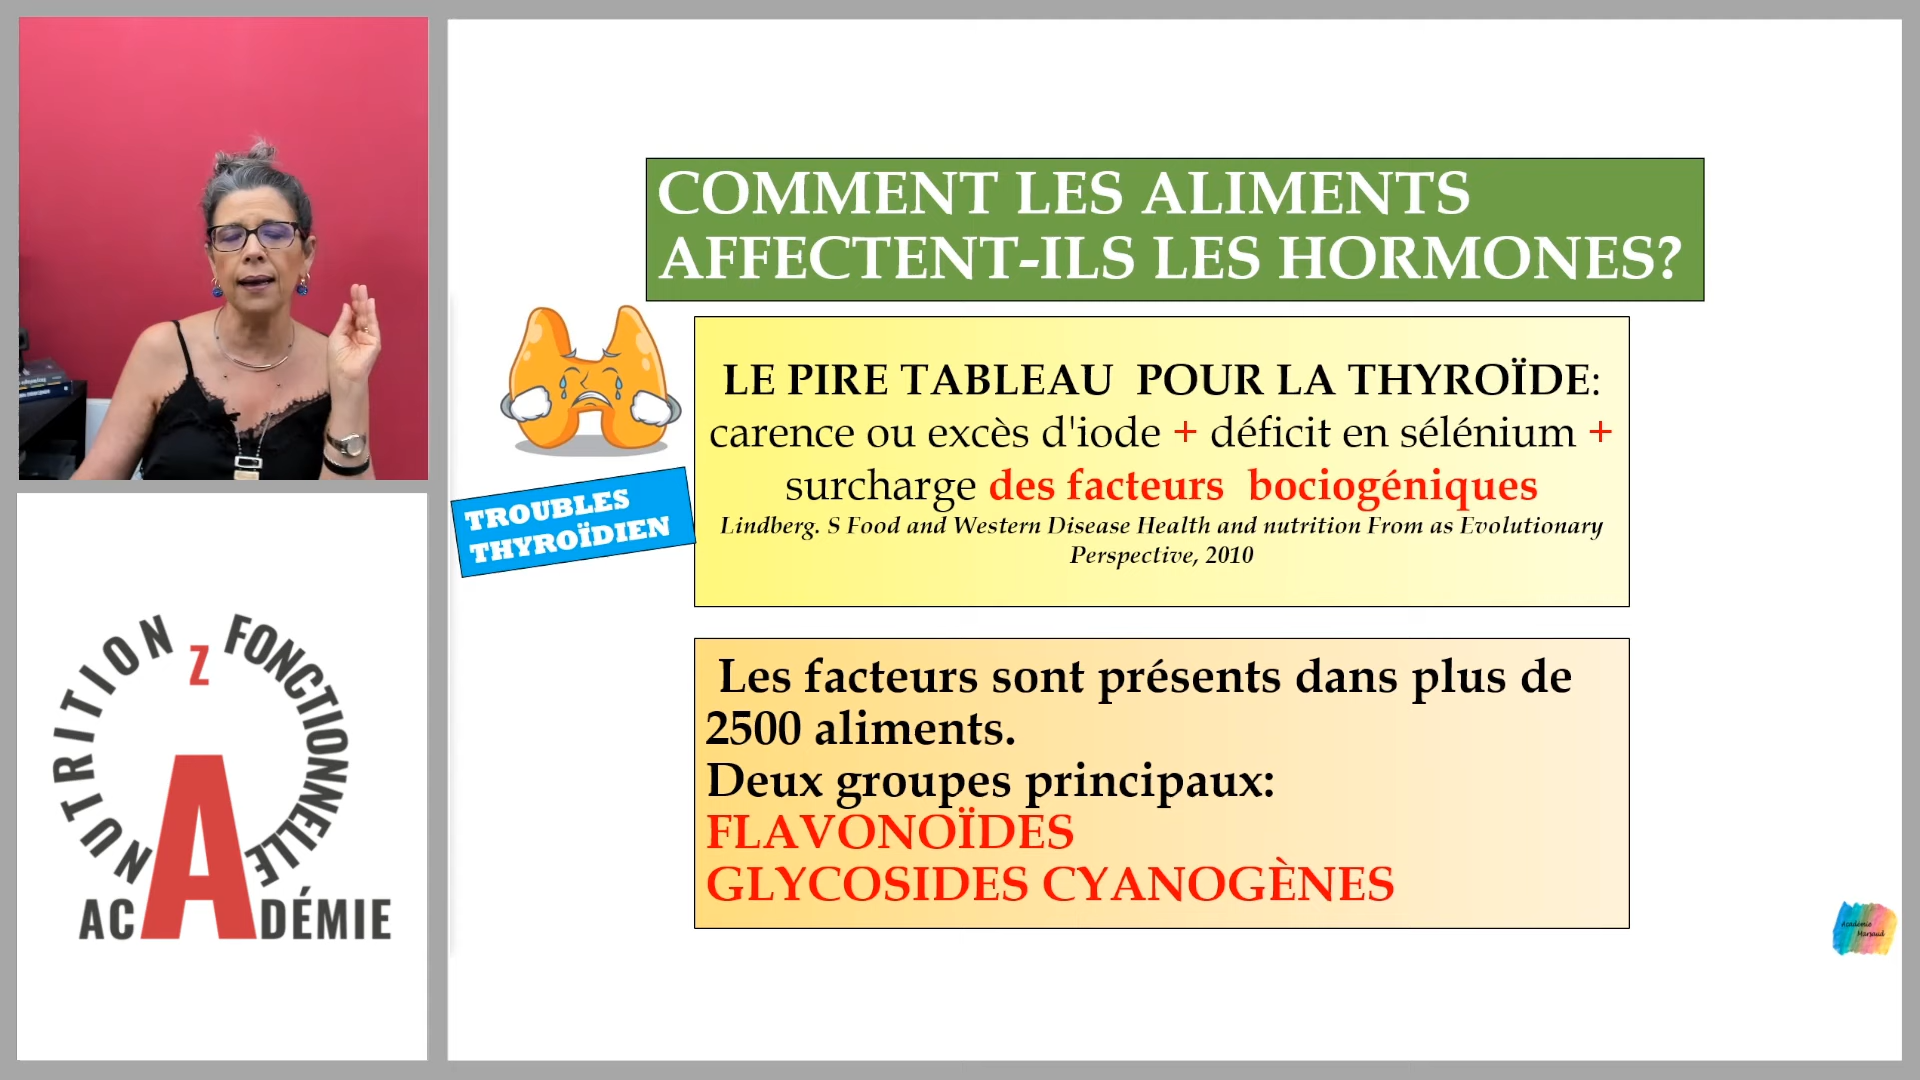 COMMENT LES ALIMENTS
AFFECTENT-ILS LES HORMONES?
LE PIRE TABLEAU POUR LA THYROÏDE:
carence ou excès d'iode + déficit en sélénium +
surcharge des facteurs bociogéniques
Lindberg. S Food and Western Disease Health and nutrition From as Evolutionary
Perspective, 2010
TROUBLES
THYROÏDIEN
Les facteurs sont présents dans plus de
2500 aliments.
Deux groupes principaux:
FLAVONOÏDES
GLYCOSIDES CYANOGÈNES
NUTRITION Z FONCTIONNELLE
ACADÉMIE
Académie
Marsaud